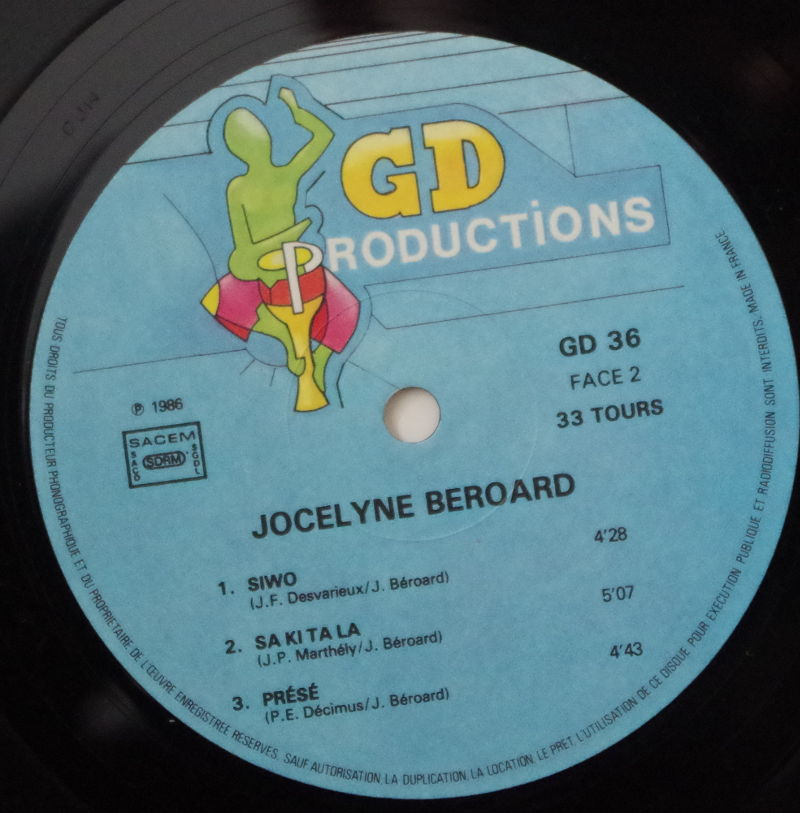 GD
PRODUCTIONS
GD 36
FACE 2
33 TOURS
℗ 1986
SACEM
SACD SDRM SGDL
JOCELYNE BEROARD
1. SIWO 4'28
(J.F. Desvarieux/J. Béroard)
2. SA KI TA LA 5'07
(J.P. Marthély/J. Béroard)
3. PRÉSÉ 4'43
(P.E. Décimus/J. Béroard)
TOUS DROITS DU PRODUCTEUR PHONOGRAPHIQUE ET DU PROPRIETAIRE DE L'ŒUVRE ENREGISTREE RESERVES. SAUF AUTORISATION, LA DUPLICATION, LA LOCATION, LE PRET, L'UTILISATION DE CE DISQUE POUR EXECUTION PUBLIQUE ET RADIODIFFUSION SONT INTERDITS. MADE IN FRANCE